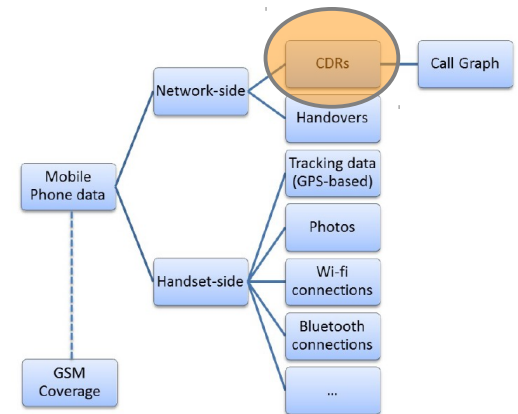 CDRs
Call Graph
Network-side
Handovers
Mobile
Phone data
Tracking data
(GPS-based)
Photos
Handset-side
Wi-fi
connections
Bluetooth
connections
GSM
Coverage
...